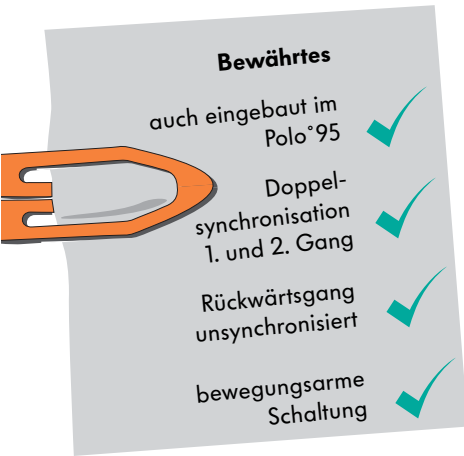 Bewährtes
auch eingebaut im
Polo°95
Doppel-
synchronisation
1. und 2. Gang
Rückwärtsgang
unsynchronisiert
bewegungsarme
Schaltung